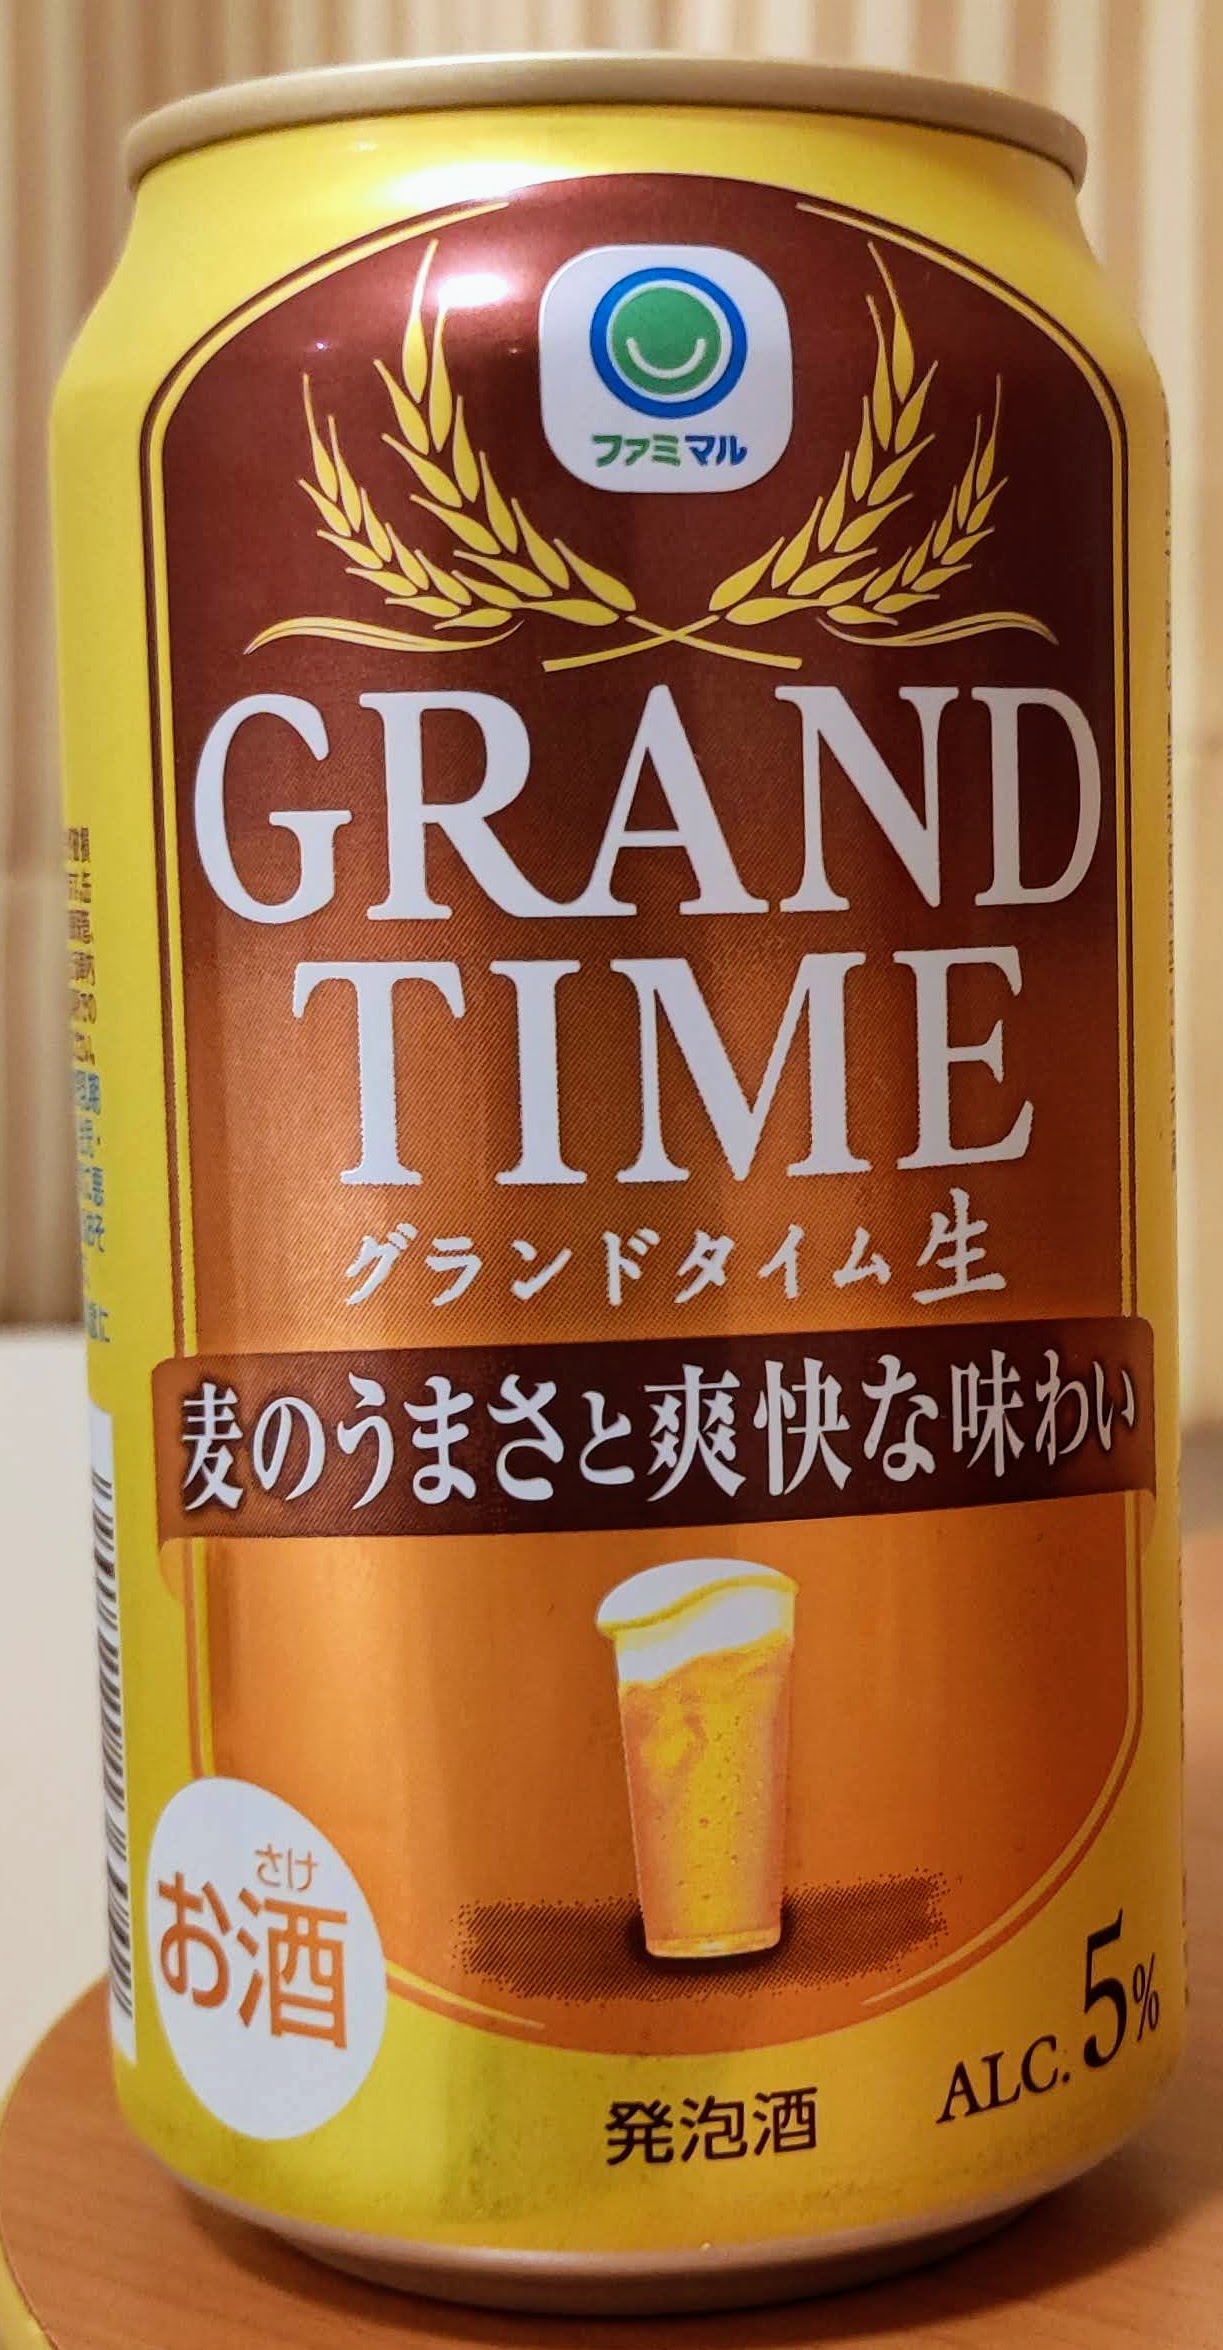 ファミマル
GRAND
TIME
グランドタイム生
麦のうまさと爽快な味わい
さけ
お酒
ALC. 5%
発泡酒